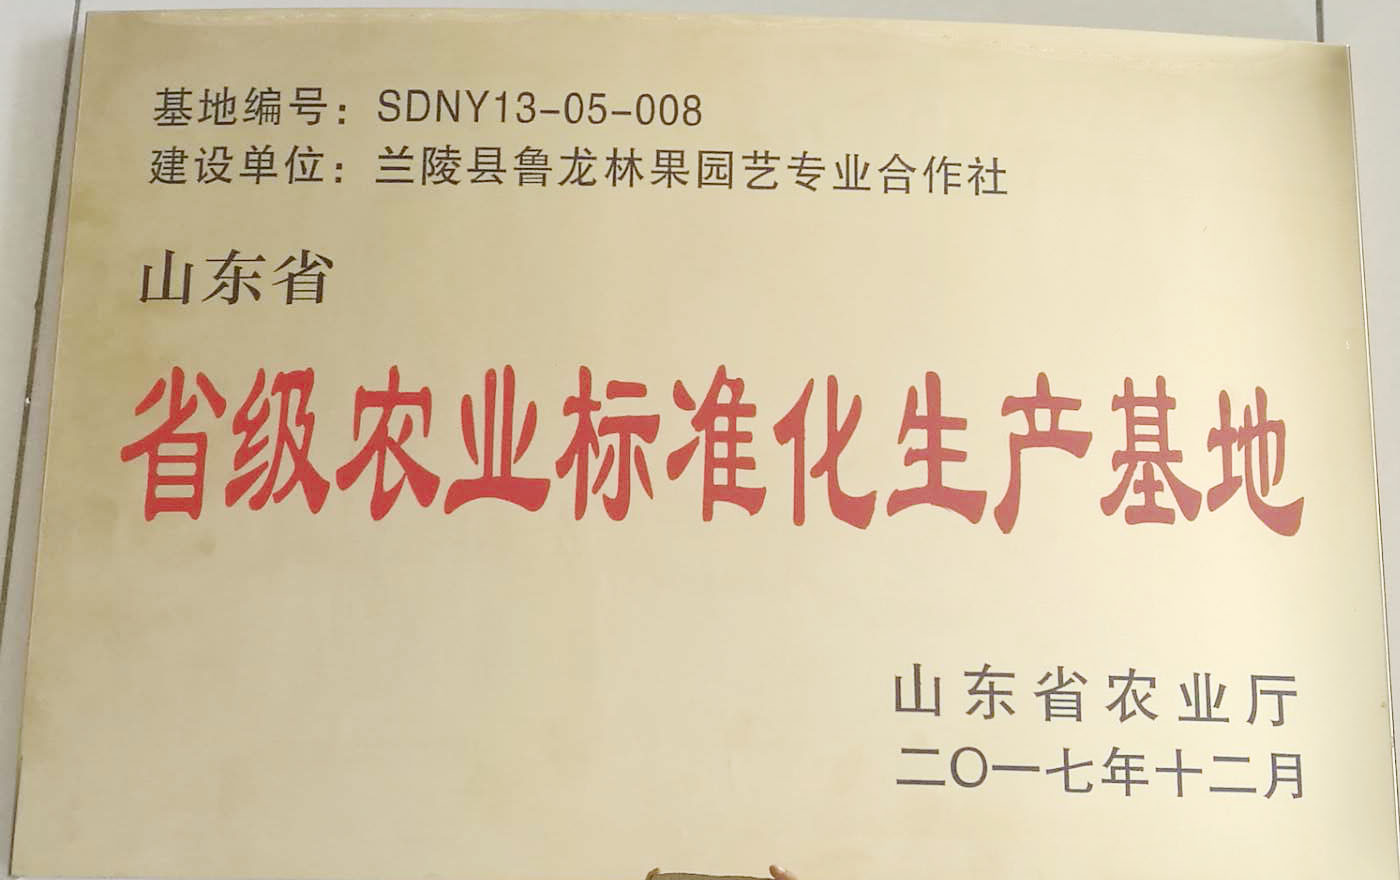 基地编号：SDNY13-05-008
建设单位：兰陵县鲁龙林果园艺专业合作社
山东省
省级农业标准化生产基地
山东省农业厅
二〇一七年十二月